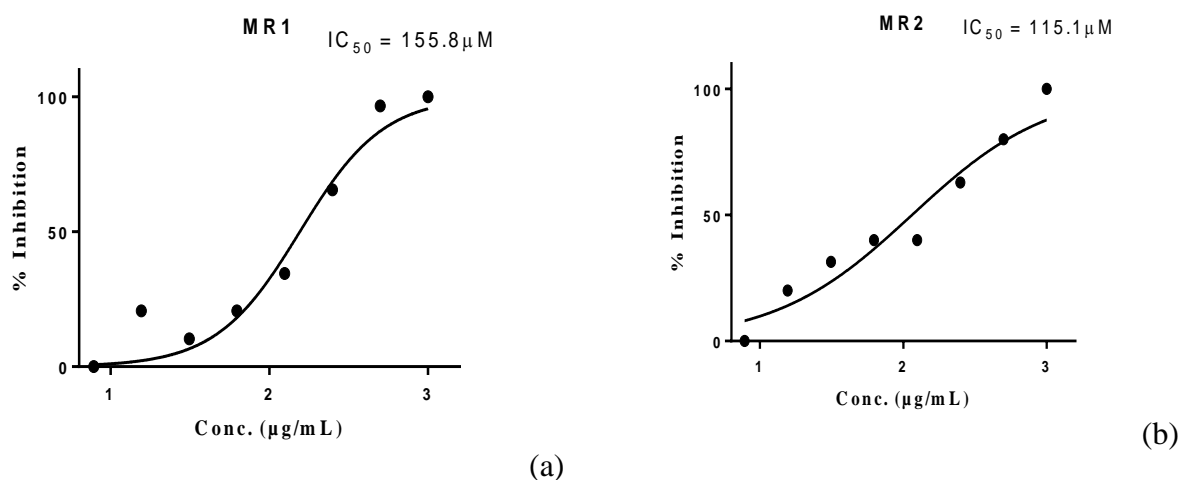 MR1
IC50 = 155.8µM
100
50
0
% Inhibition
1 2 3
Conc. (µg/mL)
(a)
MR2
IC50 = 115.1µM
100
50
0
% Inhibition
1 2 3
Conc. (µg/mL)
(b)